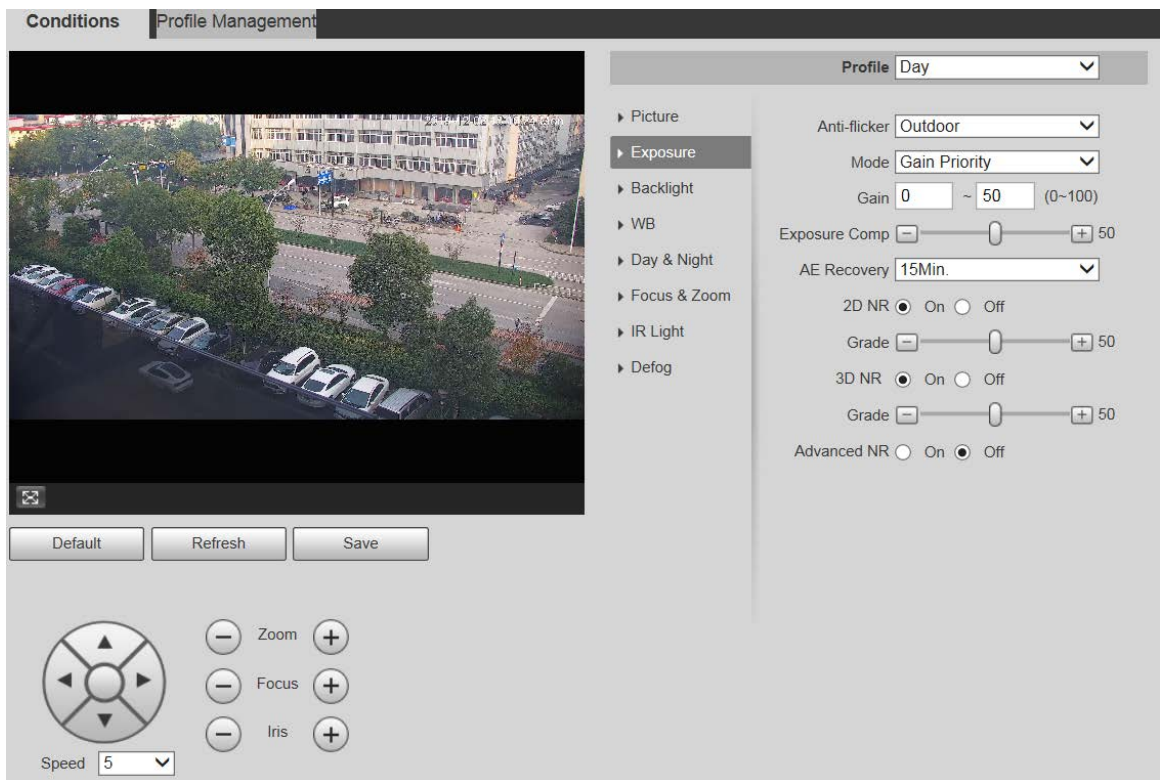 Conditions Profile Management
Profile Day
Picture
Exposure
Backlight
WB
Day & Night
Focus & Zoom
IR Light
Defog
Anti-flicker Outdoor
Mode Gain Priority
Gain 0 ~ 50 (0~100)
Exposure Comp 50
AE Recovery 15Min.
2D NR On Off
Grade 50
3D NR On Off
Grade 50
Advanced NR On Off
Default Refresh Save
Zoom
Focus
Iris
Speed 5